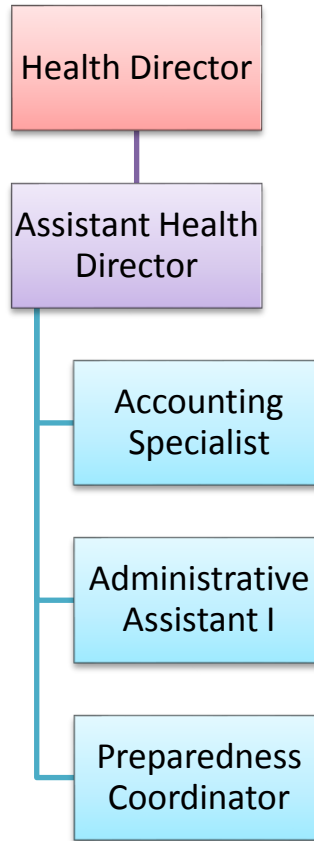 Health Director
Assistant Health
Director
Accounting
Specialist
Administrative
Assistant I
Preparedness
Coordinator